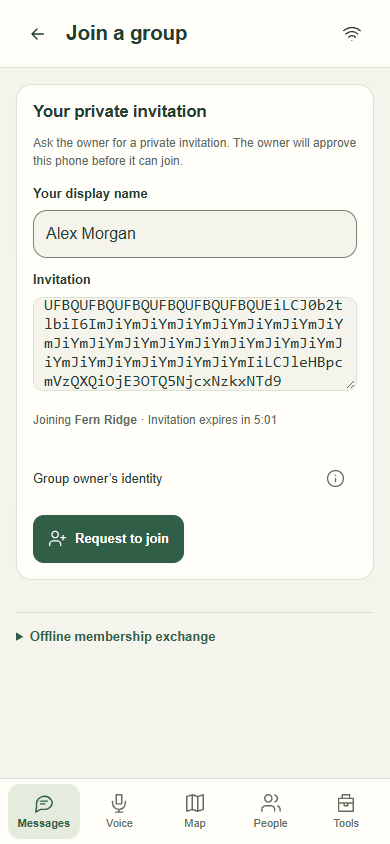 Join a group
Your private invitation
Ask the owner for a private invitation. The owner will approve
this phone before it can join.
Your display name
Alex Morgan
Invitation
UFBQUFBQUFBQUFBQUFBQUFBQUEiLCJ0b2t
lbiI6ImJiYmJiYmJiYmJiYmJiYmJiYmJiY
mJiYmJiYmJiYmJiYmJiYmJiYmJiYmJiYmJ
iYmJiYmJiYmJiYmJiYmJiYmIiLCJleHBpc
mVzQXQiOjE3OTQ5NjcxNzkxNTd9
Joining Fern Ridge · Invitation expires in 5:01
Group owner's identity
Request to join
Offline membership exchange
Messages
Voice
Map
People
Tools